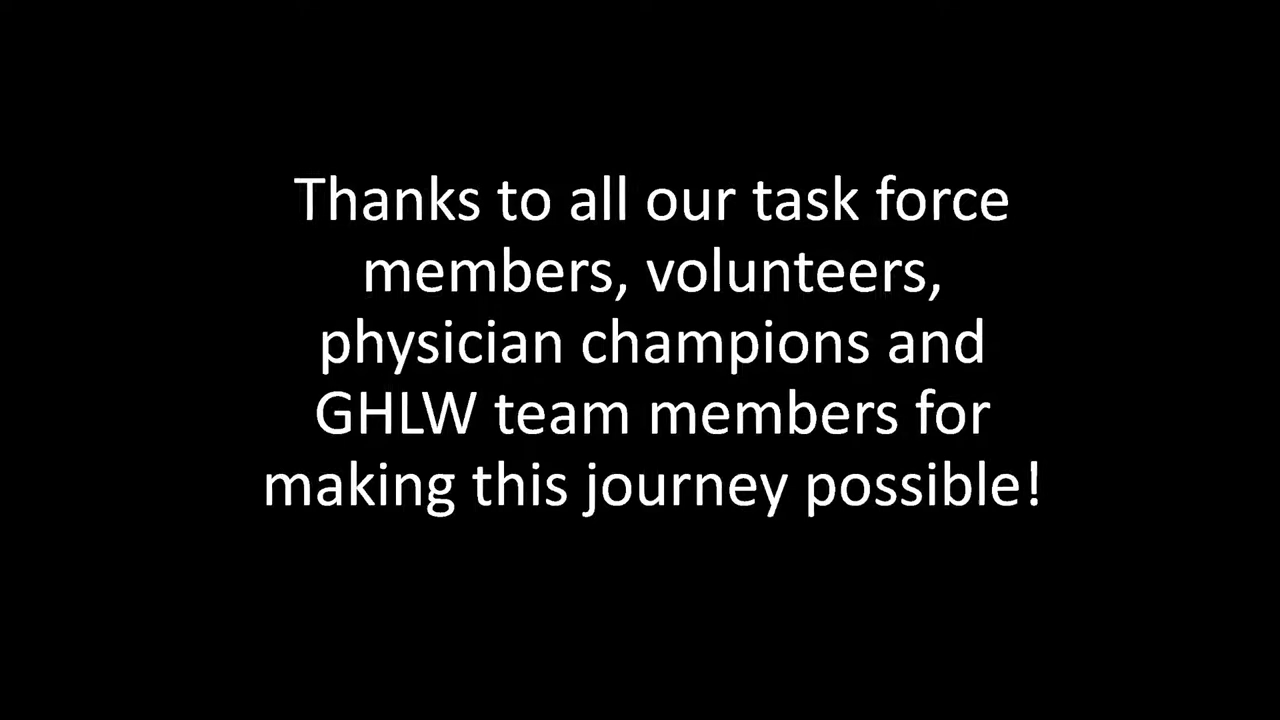 Thanks to all our task force
members, volunteers,
physician champions and
GHLW team members for
making this journey possible!